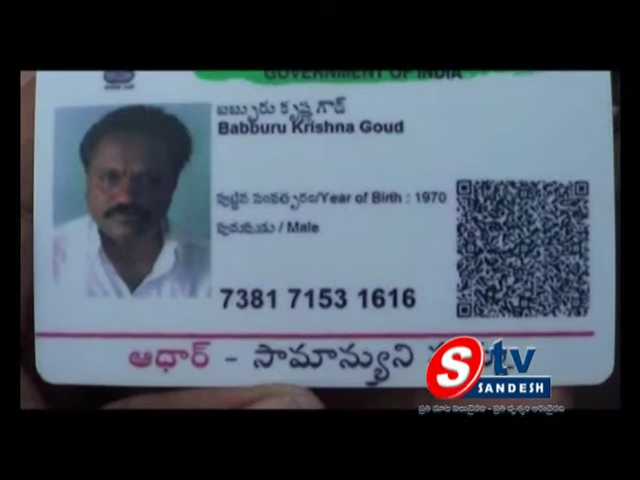 GOVERNMENT OF INDIA
బబ్బురు కృష్ణ గౌడ్
Babburu Krishna Goud
పుట్టిన సంవత్సరం/Year of Birth : 1970
పురుషుడు / Male
7381 7153 1616
ఆధార్ - సామాన్యుని
S tv
SANDESH